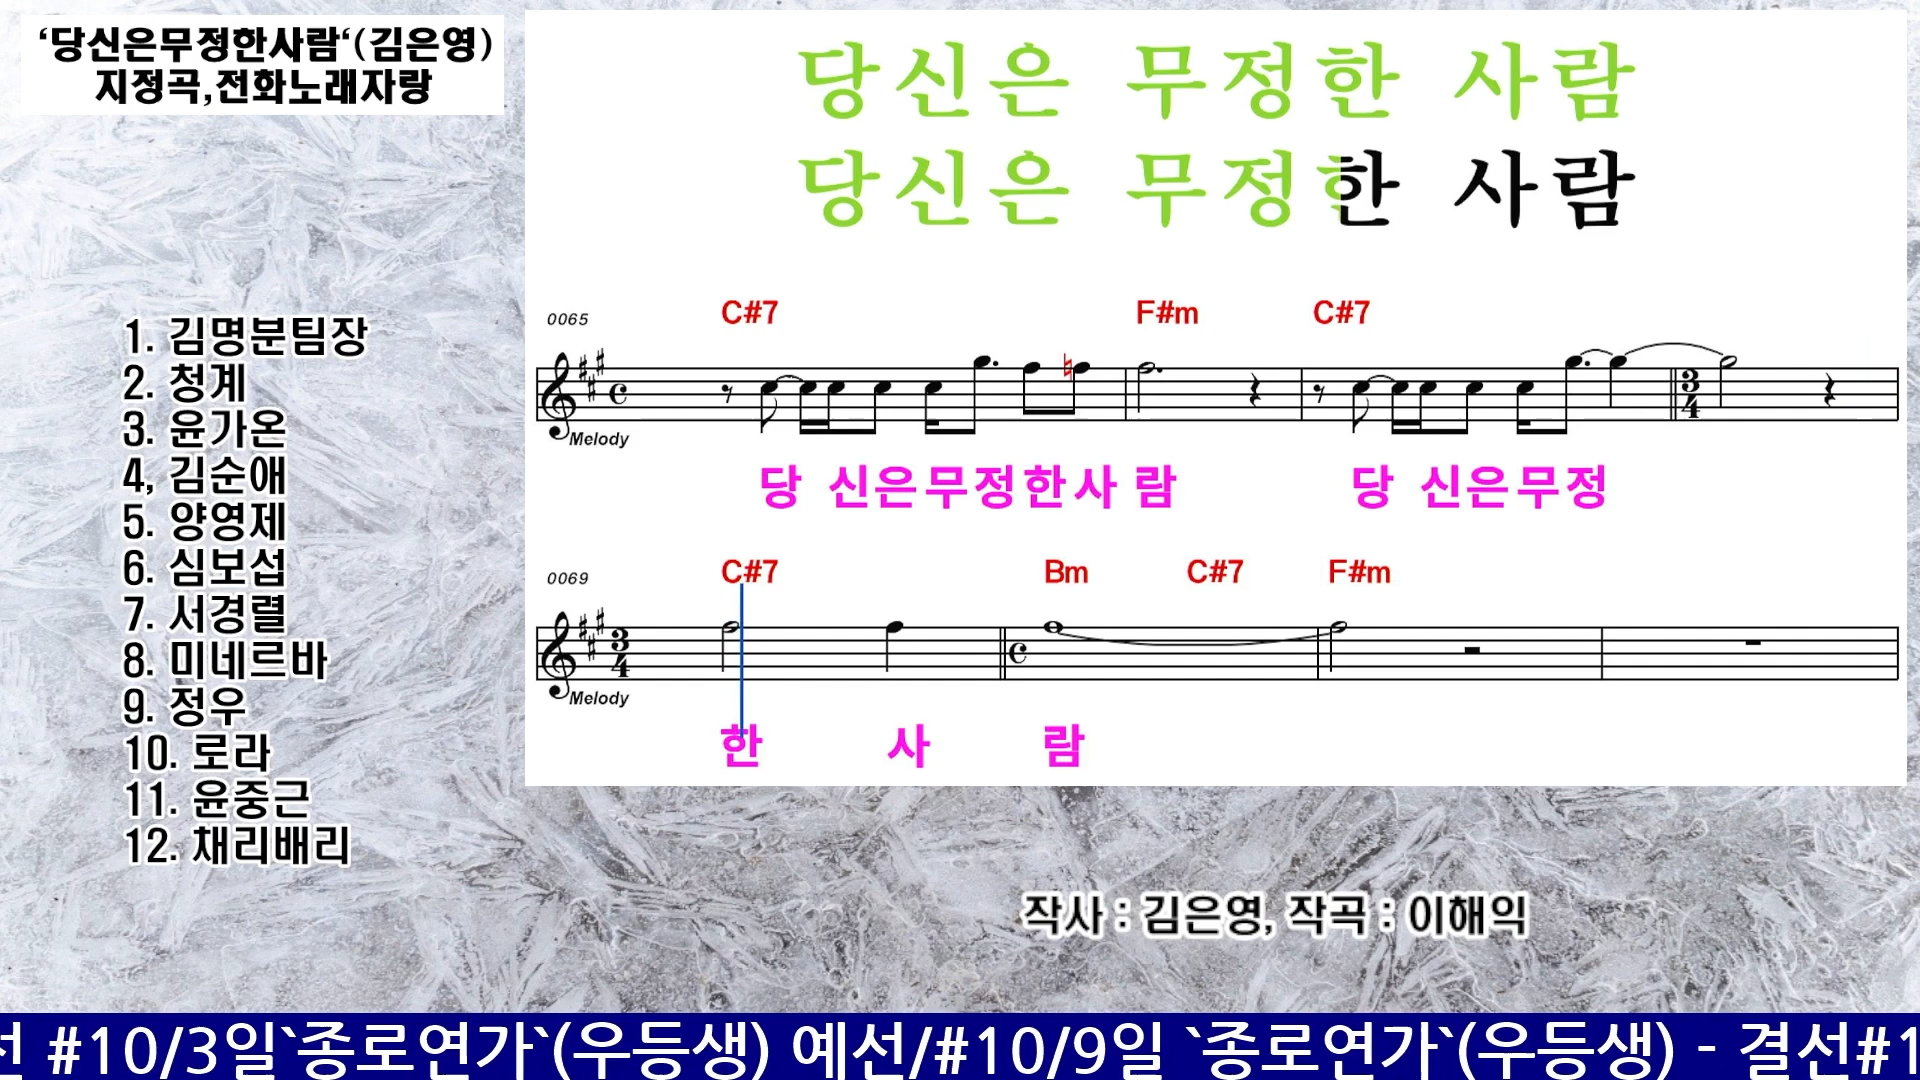 ‘당신은무정한사람‘(김은영)
지정곡,전화노래자랑
당신은 무정한 사람
당신은 무정한 사람
1. 김명분팀장
2. 청계
3. 윤가온
4, 김순애
5. 양영제
6. 심보섭
7. 서경렬
8. 미네르바
9. 정우
10. 로라
11. 윤중근
12. 채리배리
0065 C#7 F#m C#7
3 4
Melody
당 신은무정한사 람 당 신은무정
0069 C#7 Bm C#7 F#m
3 4
Melody
한 사 람
작사 : 김은영, 작곡 : 이해익
선 #10/3일`종로연가`(우등생) 예선/#10/9일 `종로연가`(우등생) - 결선#1